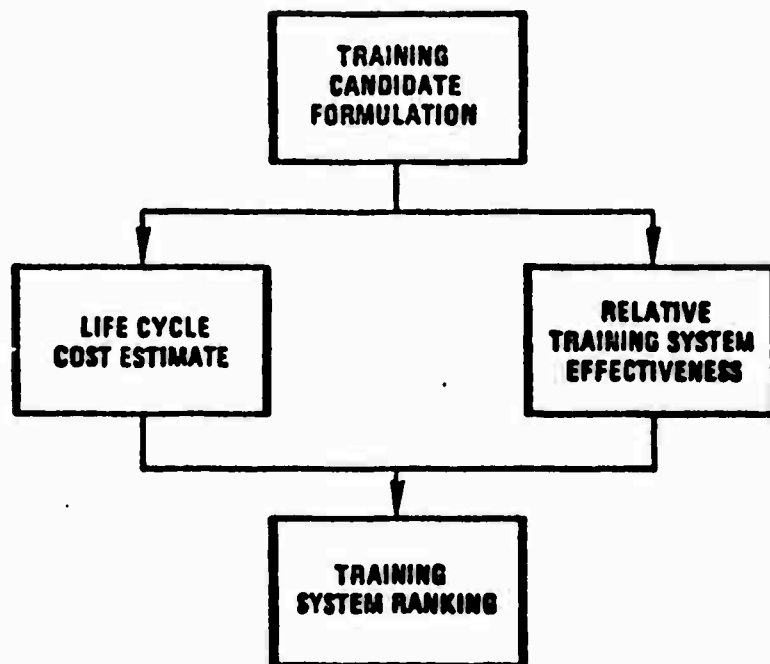 TRAINING
CANDIDATE
FORMULATION
LIFE CYCLE
COST ESTIMATE
RELATIVE
TRAINING SYSTEM
EFFECTIVENESS
TRAINING
SYSTEM RANKING